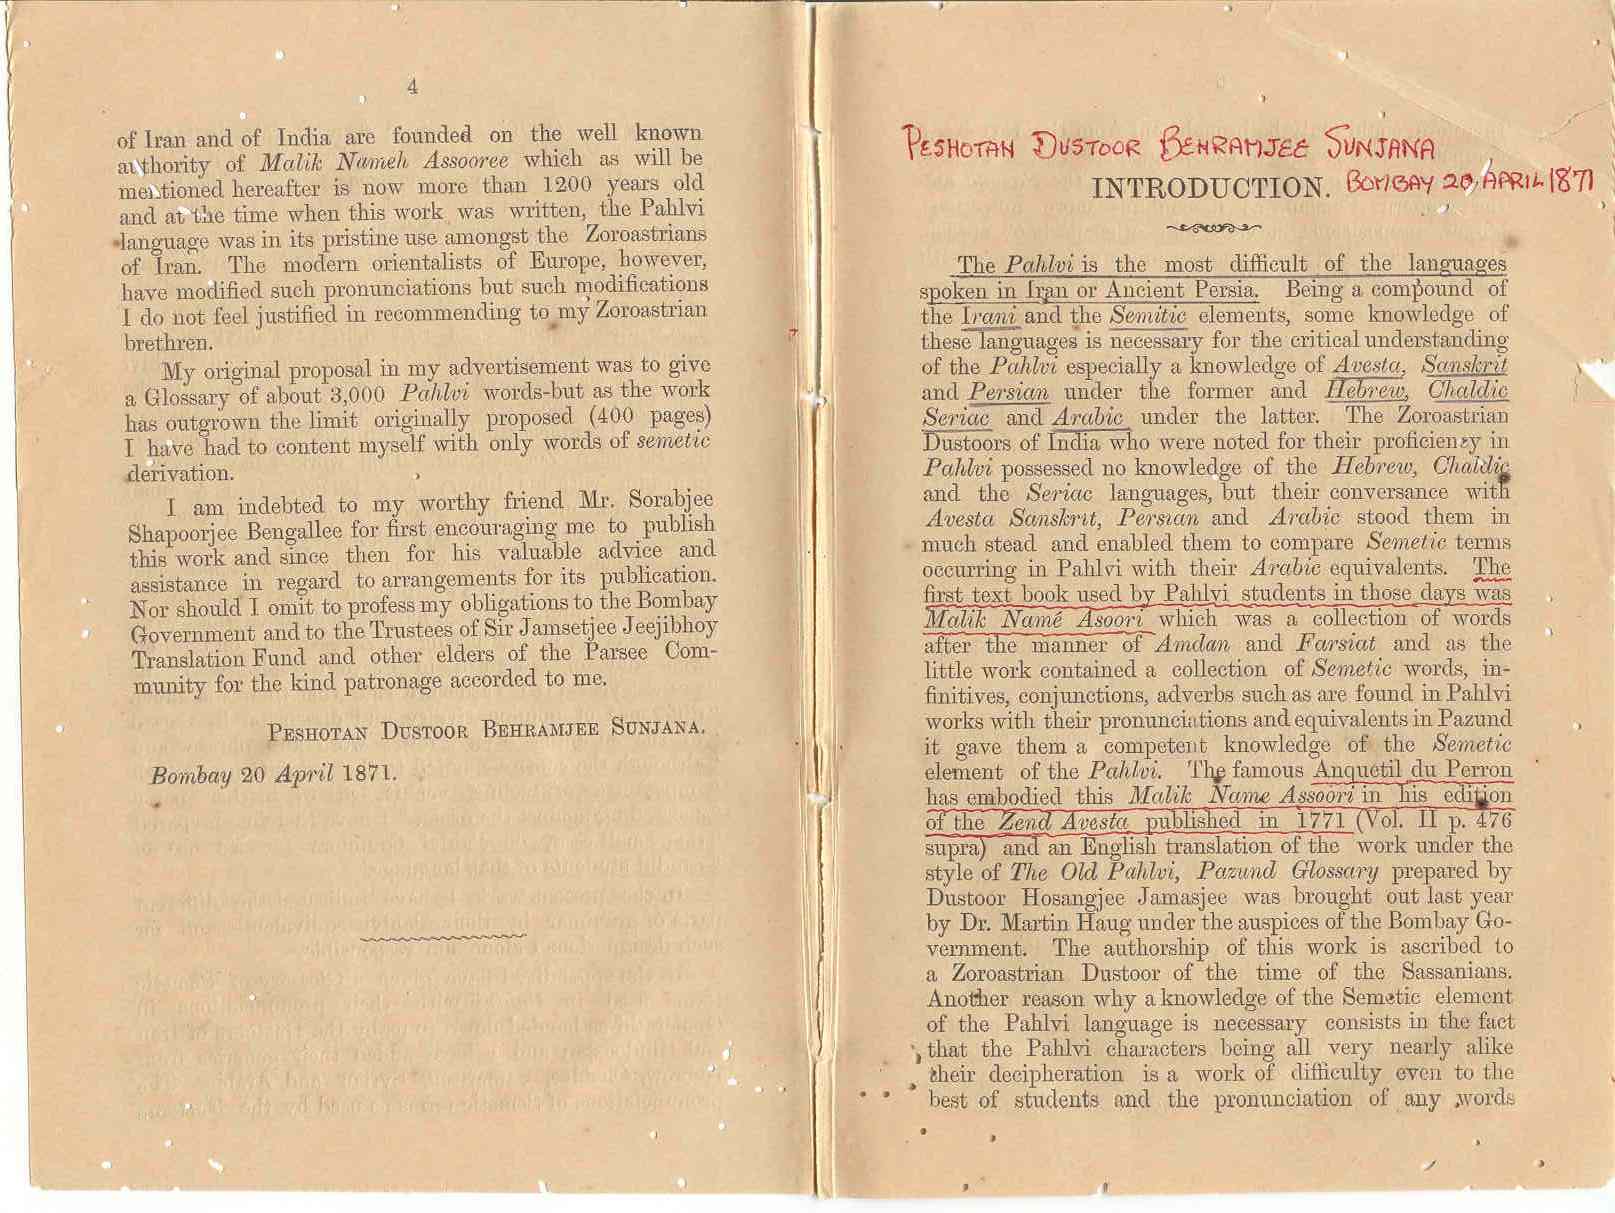 4
of Iran and of India are founded on the well known
authority of Malik Nameh Assooree which as will be
mentioned hereafter is now more than 1200 years old
and at the time when this work was written, the Pahlvi
language was in its pristine use amongst the Zoroastrians
of Iran. The modern orientalists of Europe, however,
have modified such pronunciations but such modifications
I do not feel justified in recommending to my Zoroastrian
brethren.
My original proposal in my advertisement was to give
a Glossary of about 3,000 Pahlvi words-but as the work
has outgrown the limit originally proposed (400 pages)
I have had to content myself with only words of semetic
derivation.
I am indebted to my worthy friend Mr. Sorabjee
Shapoorjee Bengallee for first encouraging me to publish
this work and since then for his valuable advice and
assistance in regard to arrangements for its publication.
Nor should I omit to profess my obligations to the Bombay
Government and to the Trustees of Sir Jamsetjee Jeejibhoy
Translation Fund and other elders of the Parsee Com-
munity for the kind patronage accorded to me.
PESHOTAN DUSTOOR BEHRAMJEE SUNJANA.
Bombay 20 April 1871.
PESHOTAN DUSTOOR BEHRAMJEE SUNJANA
INTRODUCTION. BOMBAY 20 APRIL 1871
The Pahlvi is the most difficult of the languages
spoken in Iran or Ancient Persia. Being a compound of
the Irani and the Semitic elements, some knowledge of
these languages is necessary for the critical understanding
of the Pahlvi especially a knowledge of Avesta, Sanskrit
and Persian under the former and Hebrew, Chaldic
Seriac and Arabic under the latter. The Zoroastrian
Dustoors of India who were noted for their proficiency in
Pahlvi possessed no knowledge of the Hebrew, Chaldic
and the Seriac languages, but their conversance with
Avesta Sanskrit, Persian and Arabic stood them in
much stead and enabled them to compare Semetic terms
occurring in Pahlvi with their Arabic equivalents. The
first text book used by Pahlvi students in those days was
Malik Namé Asoori which was a collection of words
after the manner of Amdan and Farsiat and as the
little work contained a collection of Semetic words, in-
finitives, conjunctions, adverbs such as are found in Pahlvi
works with their pronunciations and equivalents in Pazund
it gave them a competent knowledge of the Semetic
element of the Pahlvi. The famous Anquetil du Perron
has embodied this Malik Name Assoori in his edition
of the Zend Avesta published in 1771 (Vol. II p. 476
supra) and an English translation of the work under the
style of The Old Pahlvi, Pazund Glossary prepared by
Dustoor Hosangjee Jamasjee was brought out last year
by Dr. Martin Haug under the auspices of the Bombay Go-
vernment. The authorship of this work is ascribed to
a Zoroastrian Dustoor of the time of the Sassanians.
Another reason why a knowledge of the Semetic element
of the Pahlvi language is necessary consists in the fact
that the Pahlvi characters being all very nearly alike
their decipheration is a work of difficulty even to the
best of students and the pronunciation of any words